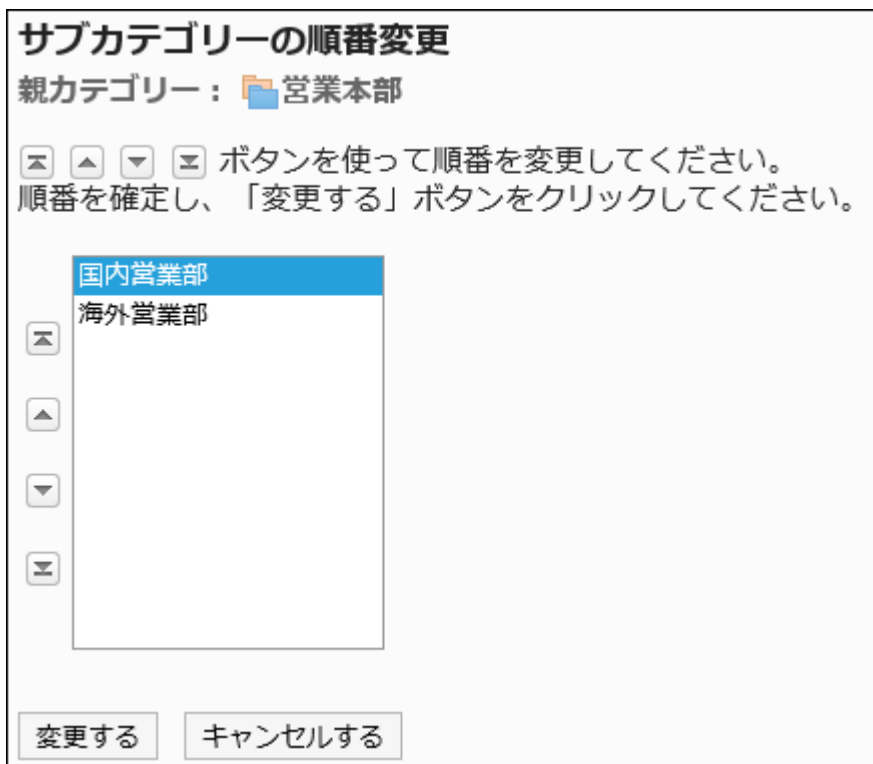 サブカテゴリーの順番変更
親カテゴリー： 営業本部
ボタンを使って順番を変更してください。
順番を確定し、「変更する」ボタンをクリックしてください。
国内営業部
海外営業部
変更する キャンセルする